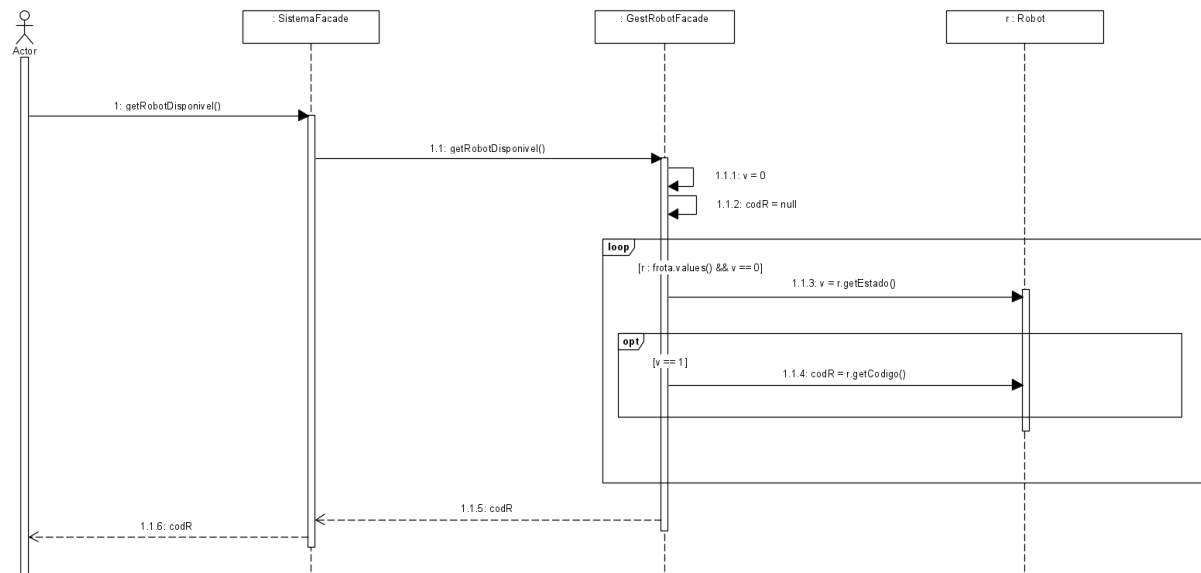 : SistemaFacade
: GestRobotFacade
r : Robot
Actor
1: getRobotDisponivel()
1.1: getRobotDisponivel()
1.1.1: v = 0
1.1.2: codR = null
loop
[r : frota.values() && v == 0]
1.1.3: v = r.getEstado()
opt
[v == 1]
1.1.4: codR = r.getCodigo()
1.1.5: codR
1.1.6: codR